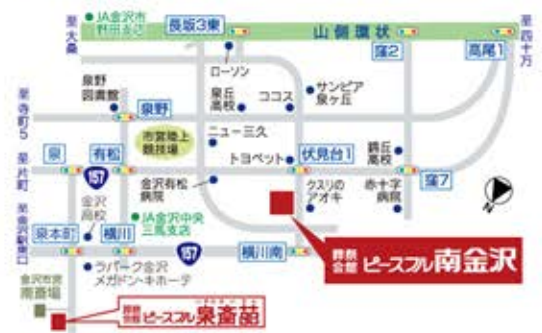 至大桑
JA金沢市
野田支店
長坂3東
山側環状
窪2
高尾1
至四十万
ローソン
泉野
図書館
泉丘
高校
ココス
サンピア
泉ヶ丘
至寺町5
泉野
市営陸上
競技場
ニュー三久
トヨペット
伏見台1
錦丘
高校
至片町
泉
有松
157
金沢有松
病院
クスリの
アオキ
赤十字
病院
窪7
金沢
高校
JA金沢中央
三馬支店
至金沢駅東口
泉本町
横川
157
横川南
N
葬祭
会館 ピースフル南金沢
ラパーク金沢
メガドン・キホーテ
金沢市営
南斎場
葬祭
会館 ピースフル泉斎苑